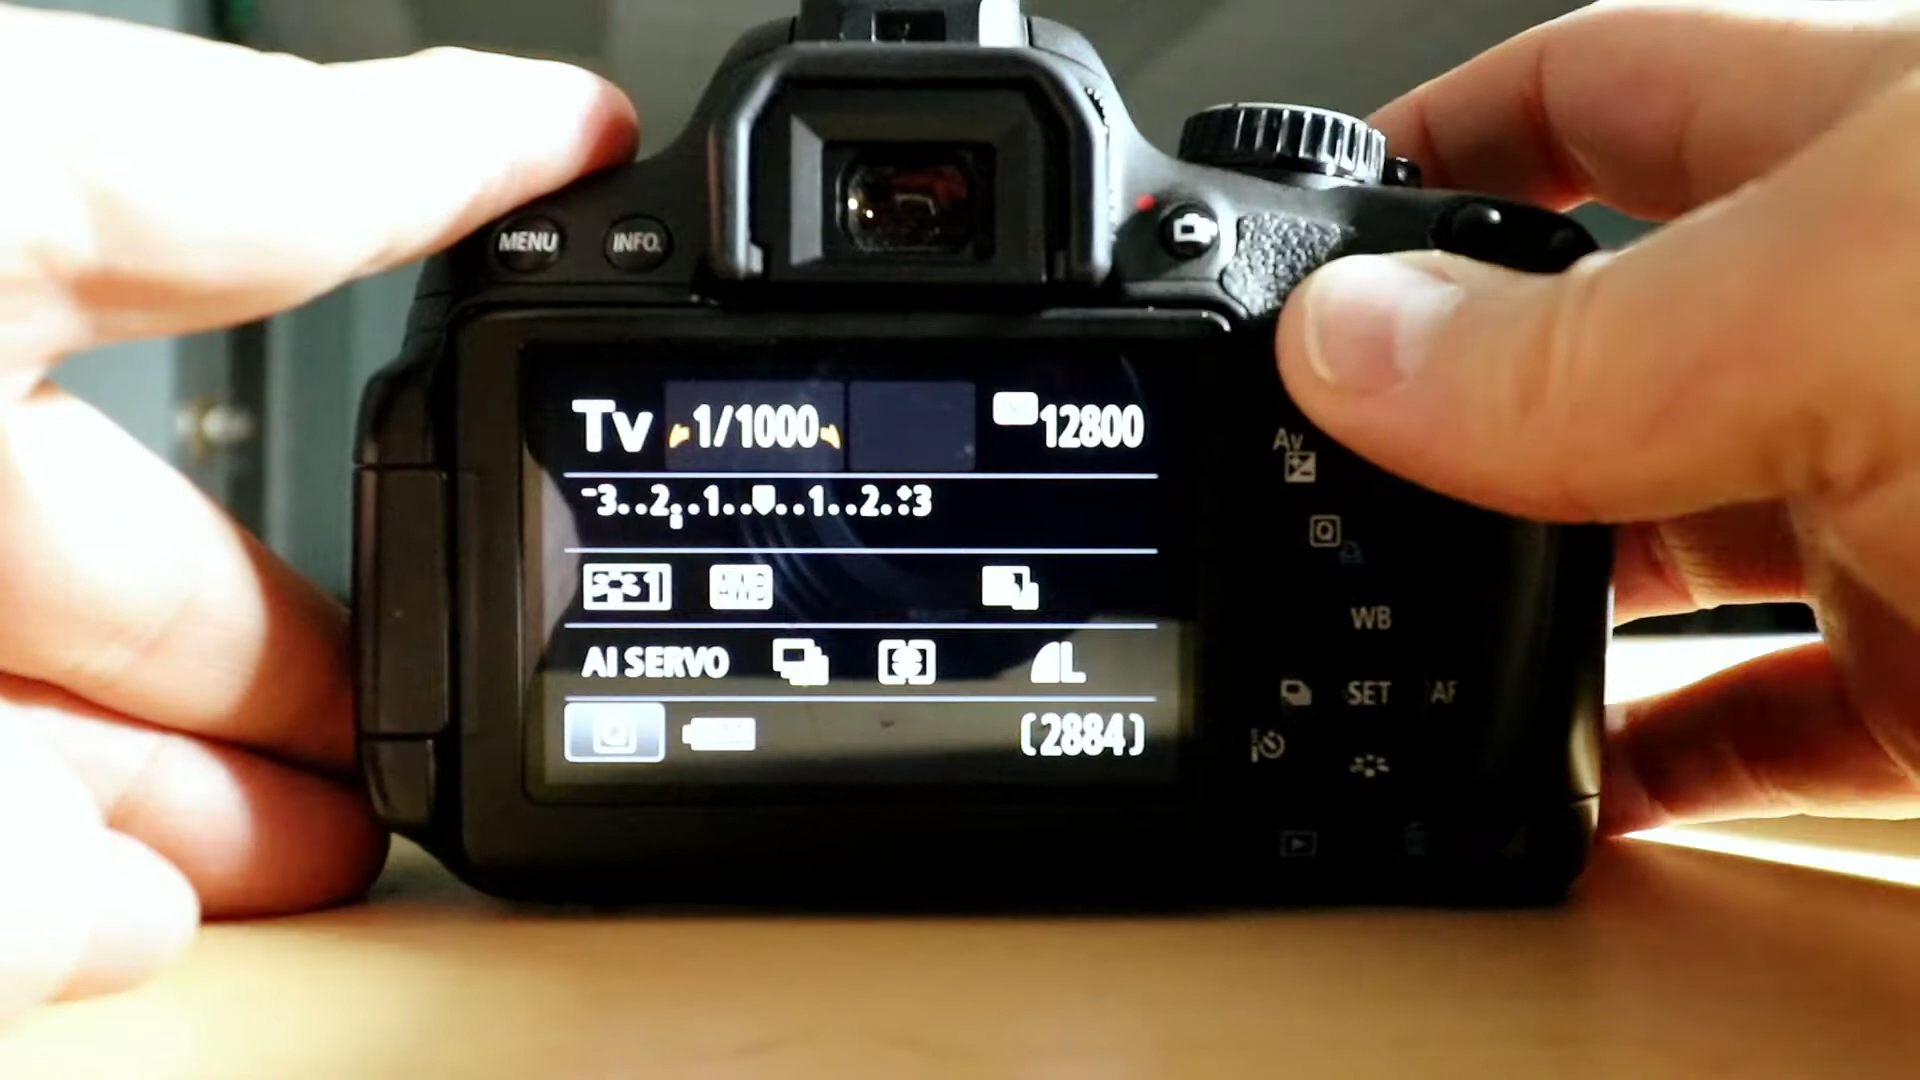 MENU INFO.
Tv 1/1000 12800
-3..2..1..▼..1..2..+3
AWB
AI SERVO L
Q (2884)
Av
Q
WB
SET AF